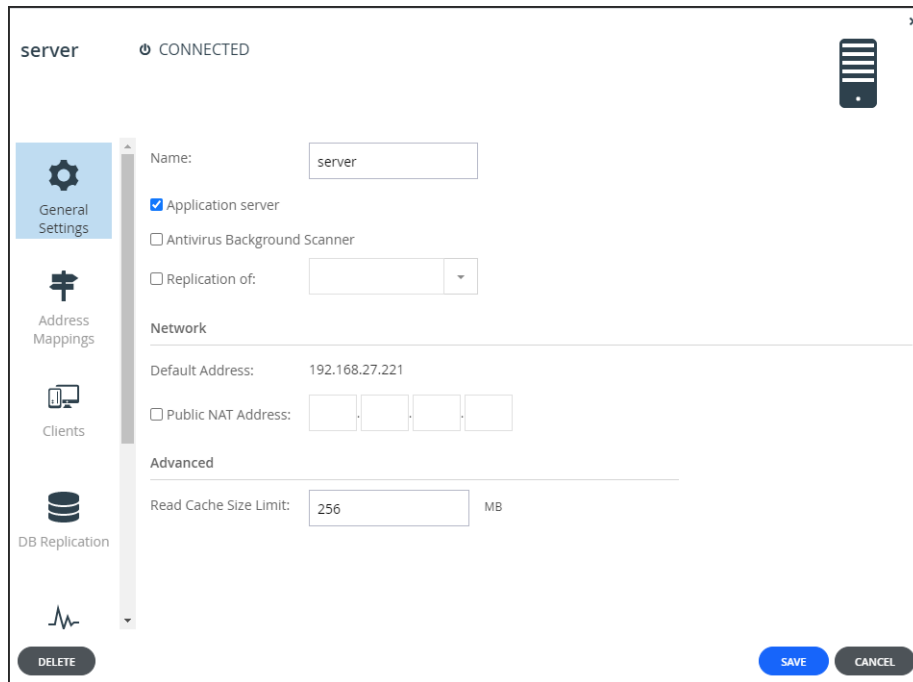 server
CONNECTED
General
Settings
Address
Mappings
Clients
DB Replication
Name:
server
Application server
Antivirus Background Scanner
Replication of:
Network
Default Address:
192.168.27.221
Public NAT Address:
. . .
Advanced
Read Cache Size Limit:
256
MB
DELETE
SAVE
CANCEL